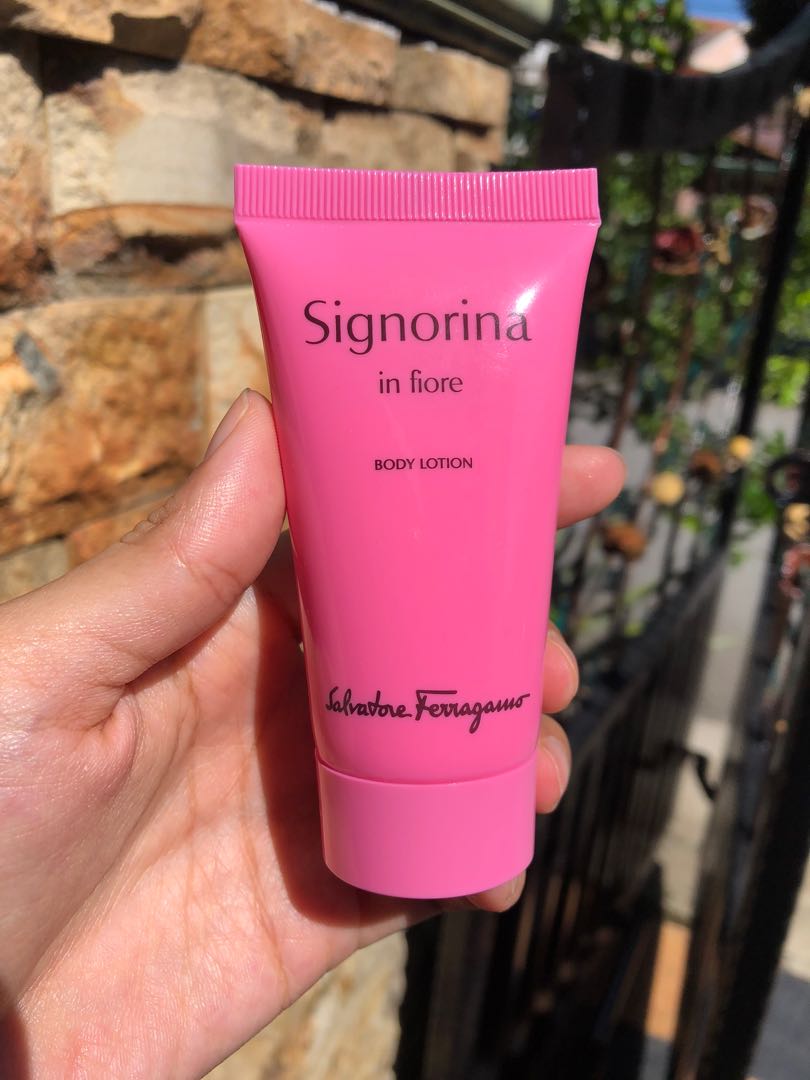 Signorina
in fiore
BODY LOTION
Salvatore Ferragamo